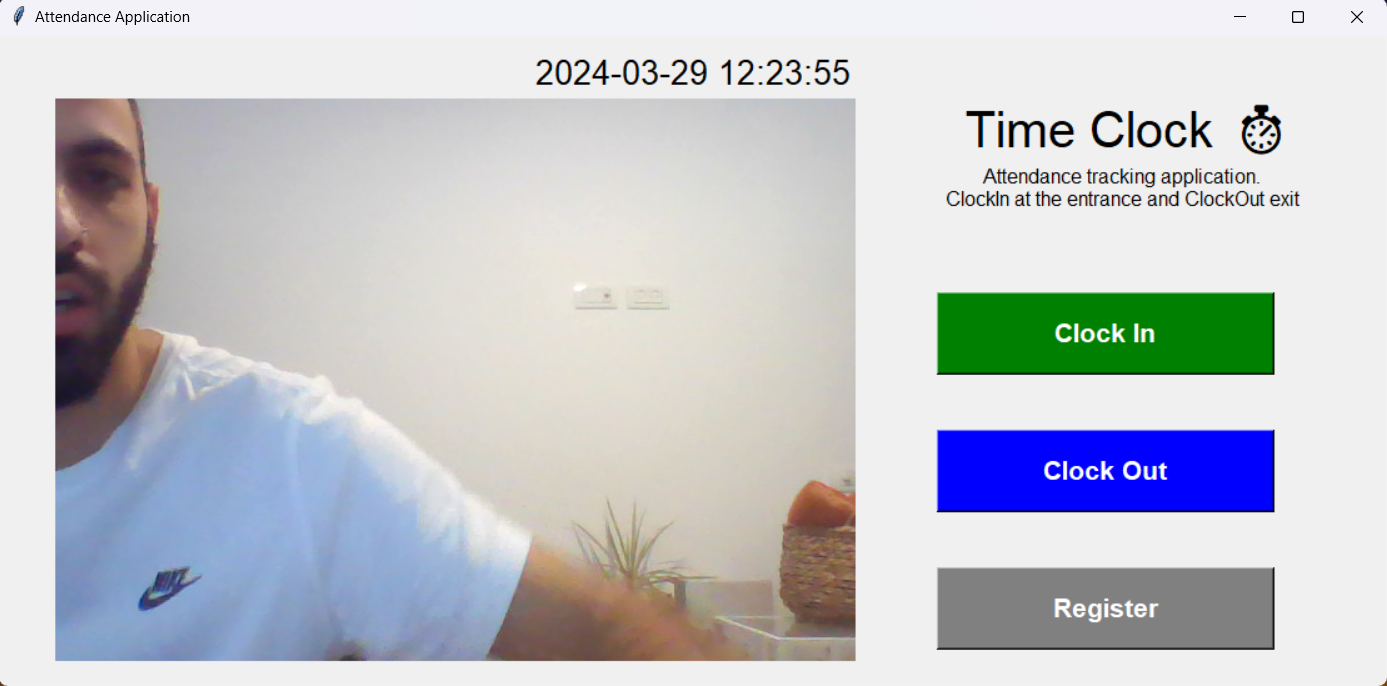 Attendance Application
2024-03-29 12:23:55
Time Clock
Attendance tracking application.
ClockIn at the entrance and ClockOut exit
Clock In
Clock Out
Register
NIKE